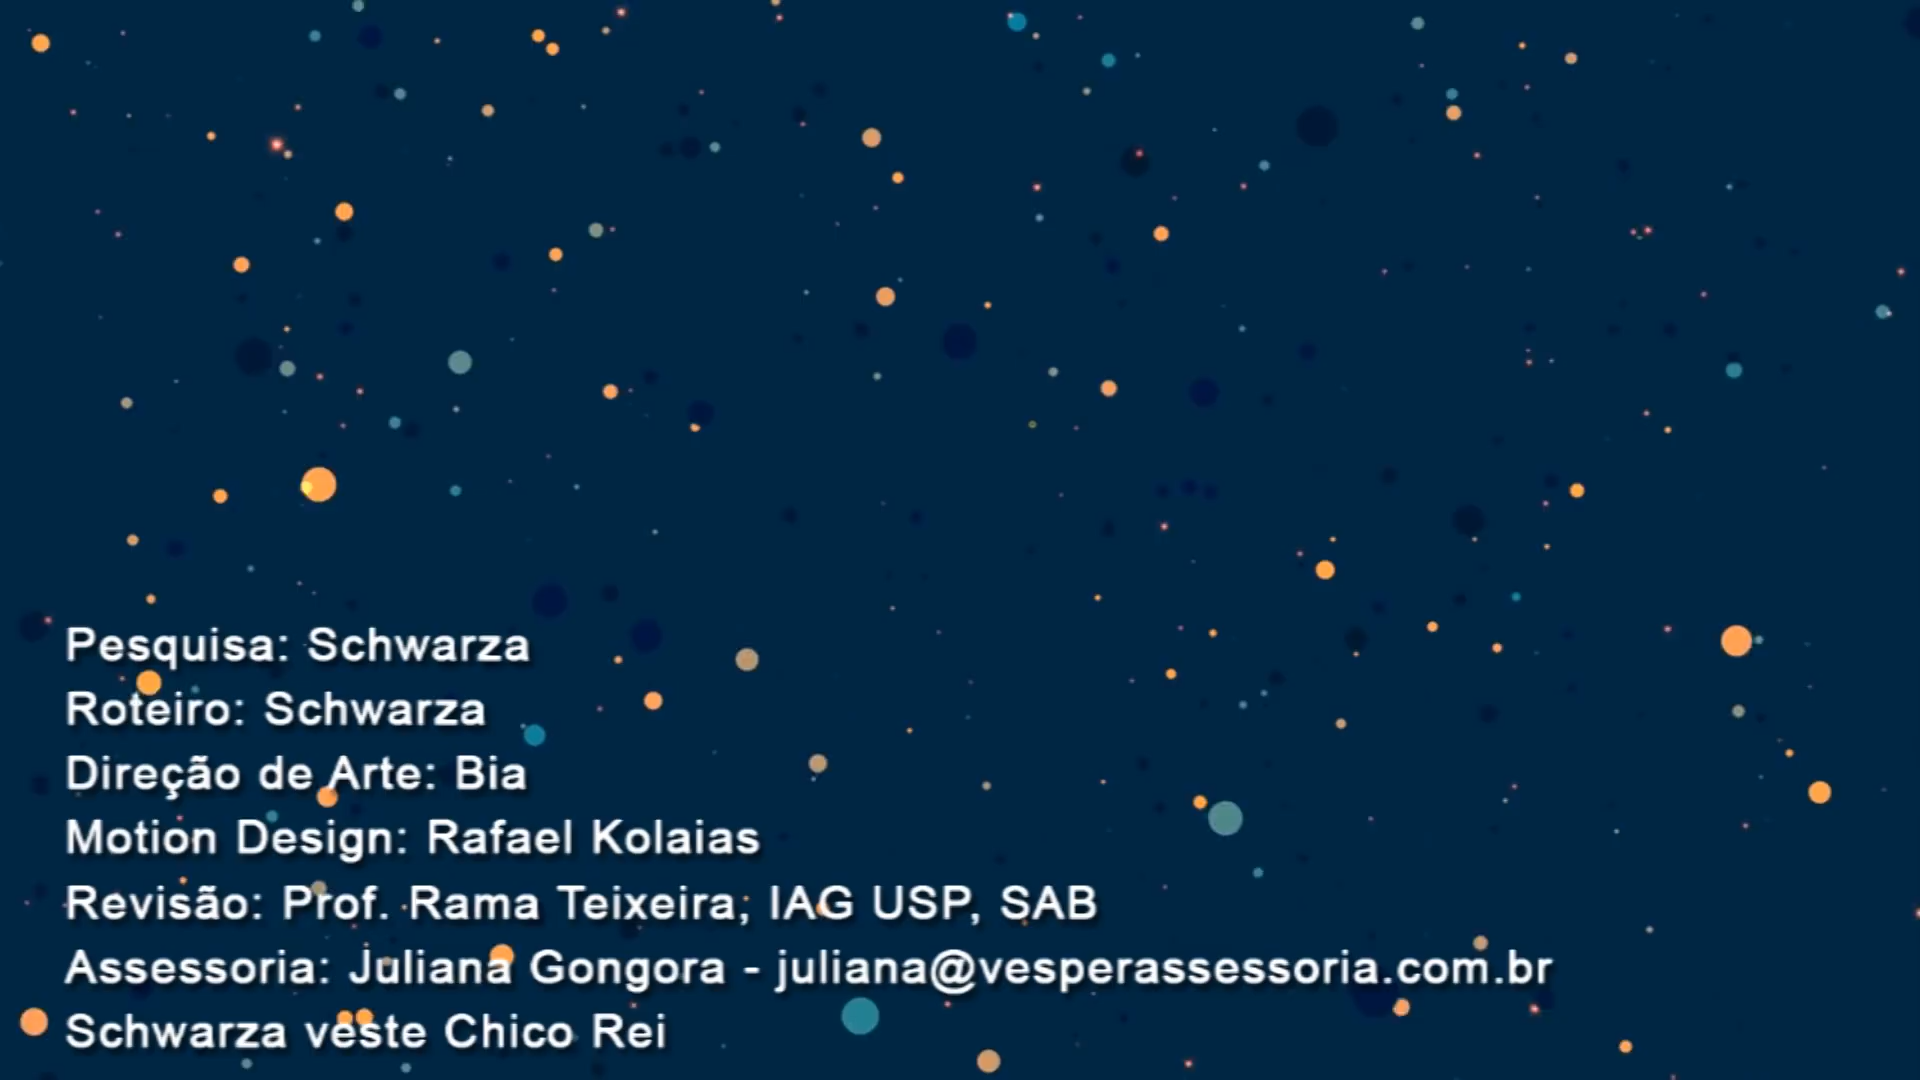 Pesquisa: Schwarza
Roteiro: Schwarza
Direção de Arte: Bia
Motion Design: Rafael Kolaias
Revisão: Prof. Rama Teixeira; IAG USP, SAB
Assessoria: Juliana Gongora - juliana@vesperassessoria.com.br
Schwarza veste Chico Rei